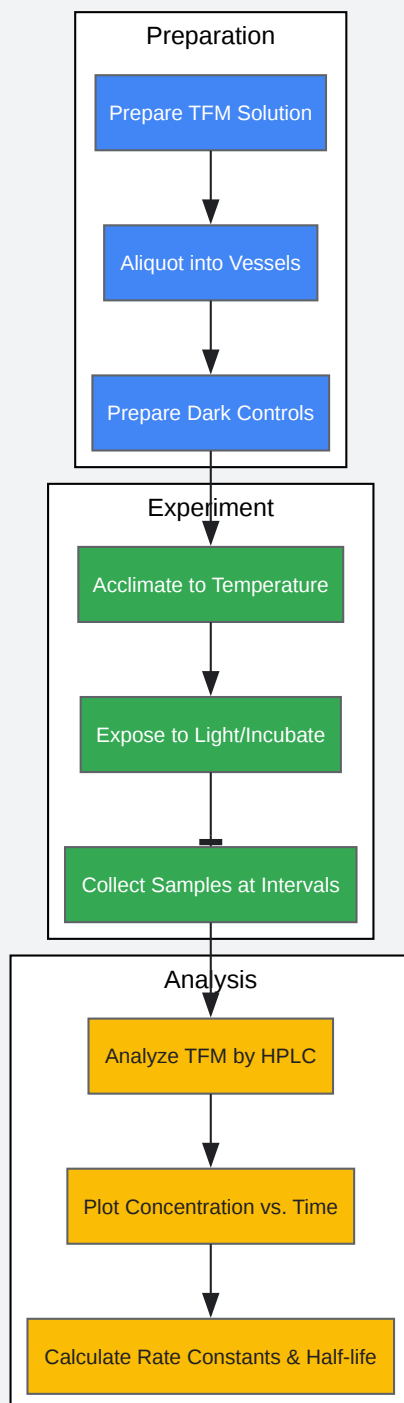 Preparation
Prepare TFM Solution
Aliquot into Vessels
Prepare Dark Controls
Experiment
Acclimate to Temperature
Expose to Light/Incubate
Collect Samples at Intervals
Analysis
Analyze TFM by HPLC
Plot Concentration vs. Time
Calculate Rate Constants & Half-life